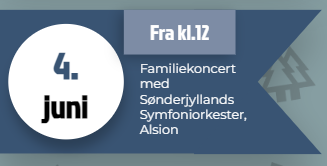 4.
juni
Fra kl.12
Familiekoncert
med
Sønderjyllands
Symfoniorkester,
Alsion